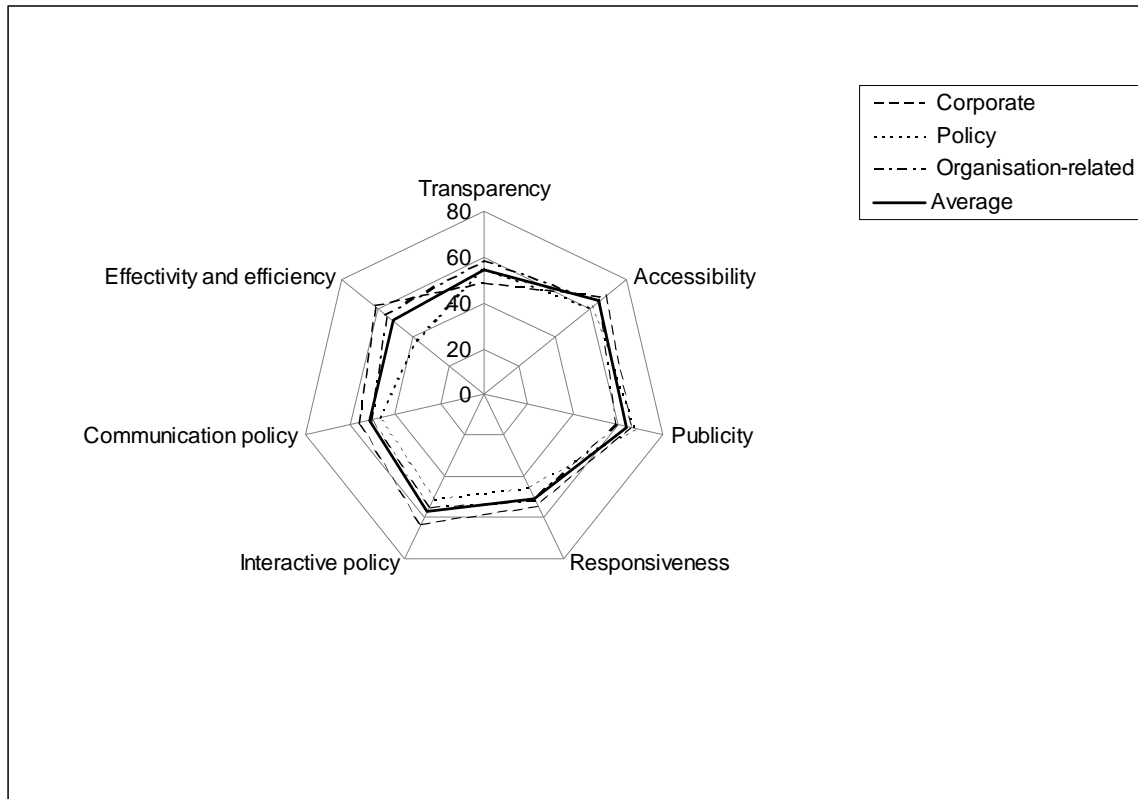 Corporate
Policy
Organisation-related
Average
Transparency
80
Effectivity and efficiency
60
Accessibility
40
20
0
Communication policy
Publicity
Interactive policy
Responsiveness